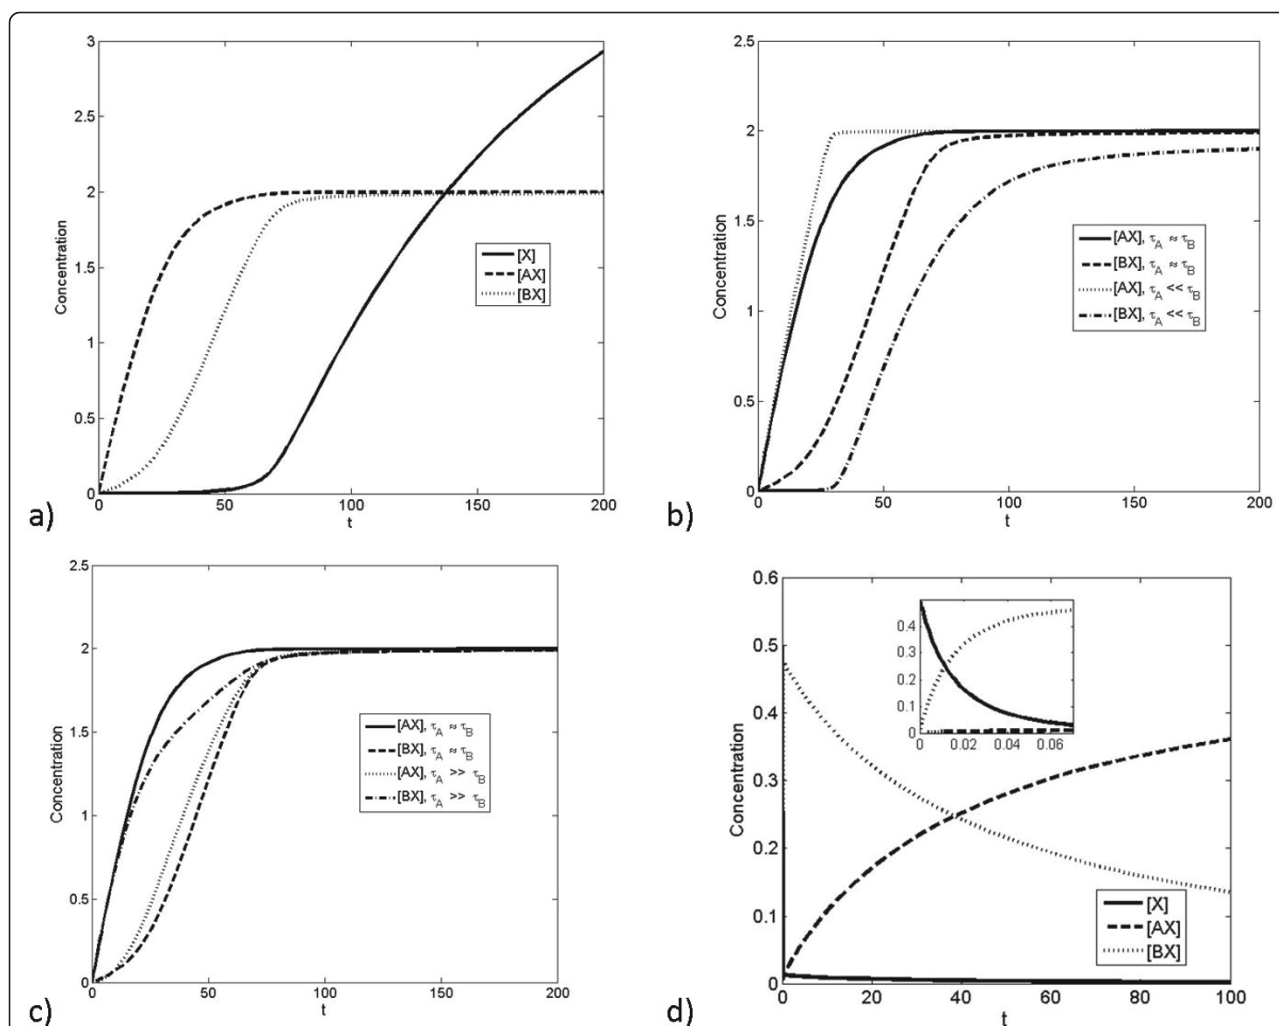 3
2.5
2
1.5
1
0.5
0
Concentration
[X]
[AX]
[BX]
0 50 100 150 200
t
a)
2.5
2
1.5
1
0.5
0
Concentration
[AX], τA ≈ τB
[BX], τA ≈ τB
[AX], τA << τB
[BX], τA << τB
0 50 100 150 200
t
b)
2.5
2
1.5
1
0.5
0
Concentration
[AX], τA ≈ τB
[BX], τA ≈ τB
[AX], τA >> τB
[BX], τA >> τB
0 50 100 150 200
t
c)
0.6
0.5
0.4
0.3
0.2
0.1
0
Concentration
0.4
0.3
0.2
0.1
0
0 0.02 0.04 0.06
[X]
[AX]
[BX]
0 20 40 60 80 100
t
d)